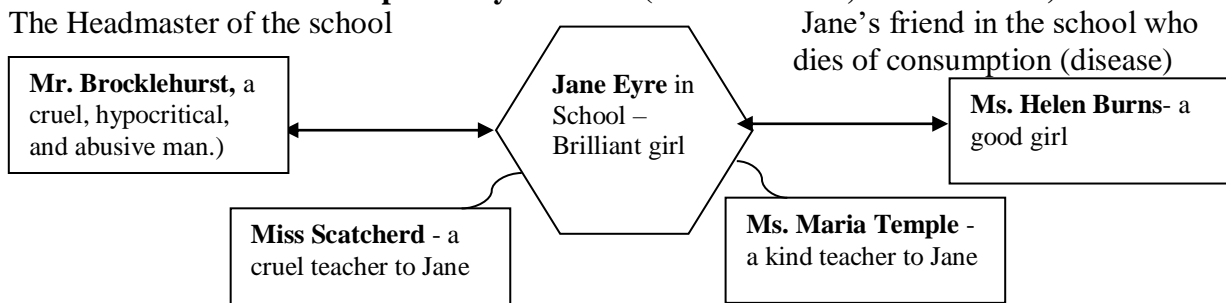 The Headmaster of the school
Jane’s friend in the school who
dies of consumption (disease)
Mr. Brocklehurst, a
cruel, hypocritical,
and abusive man.)
Jane Eyre in
School –
Brilliant girl
Ms. Helen Burns- a
good girl
Miss Scatcherd - a
cruel teacher to Jane
Ms. Maria Temple -
a kind teacher to Jane